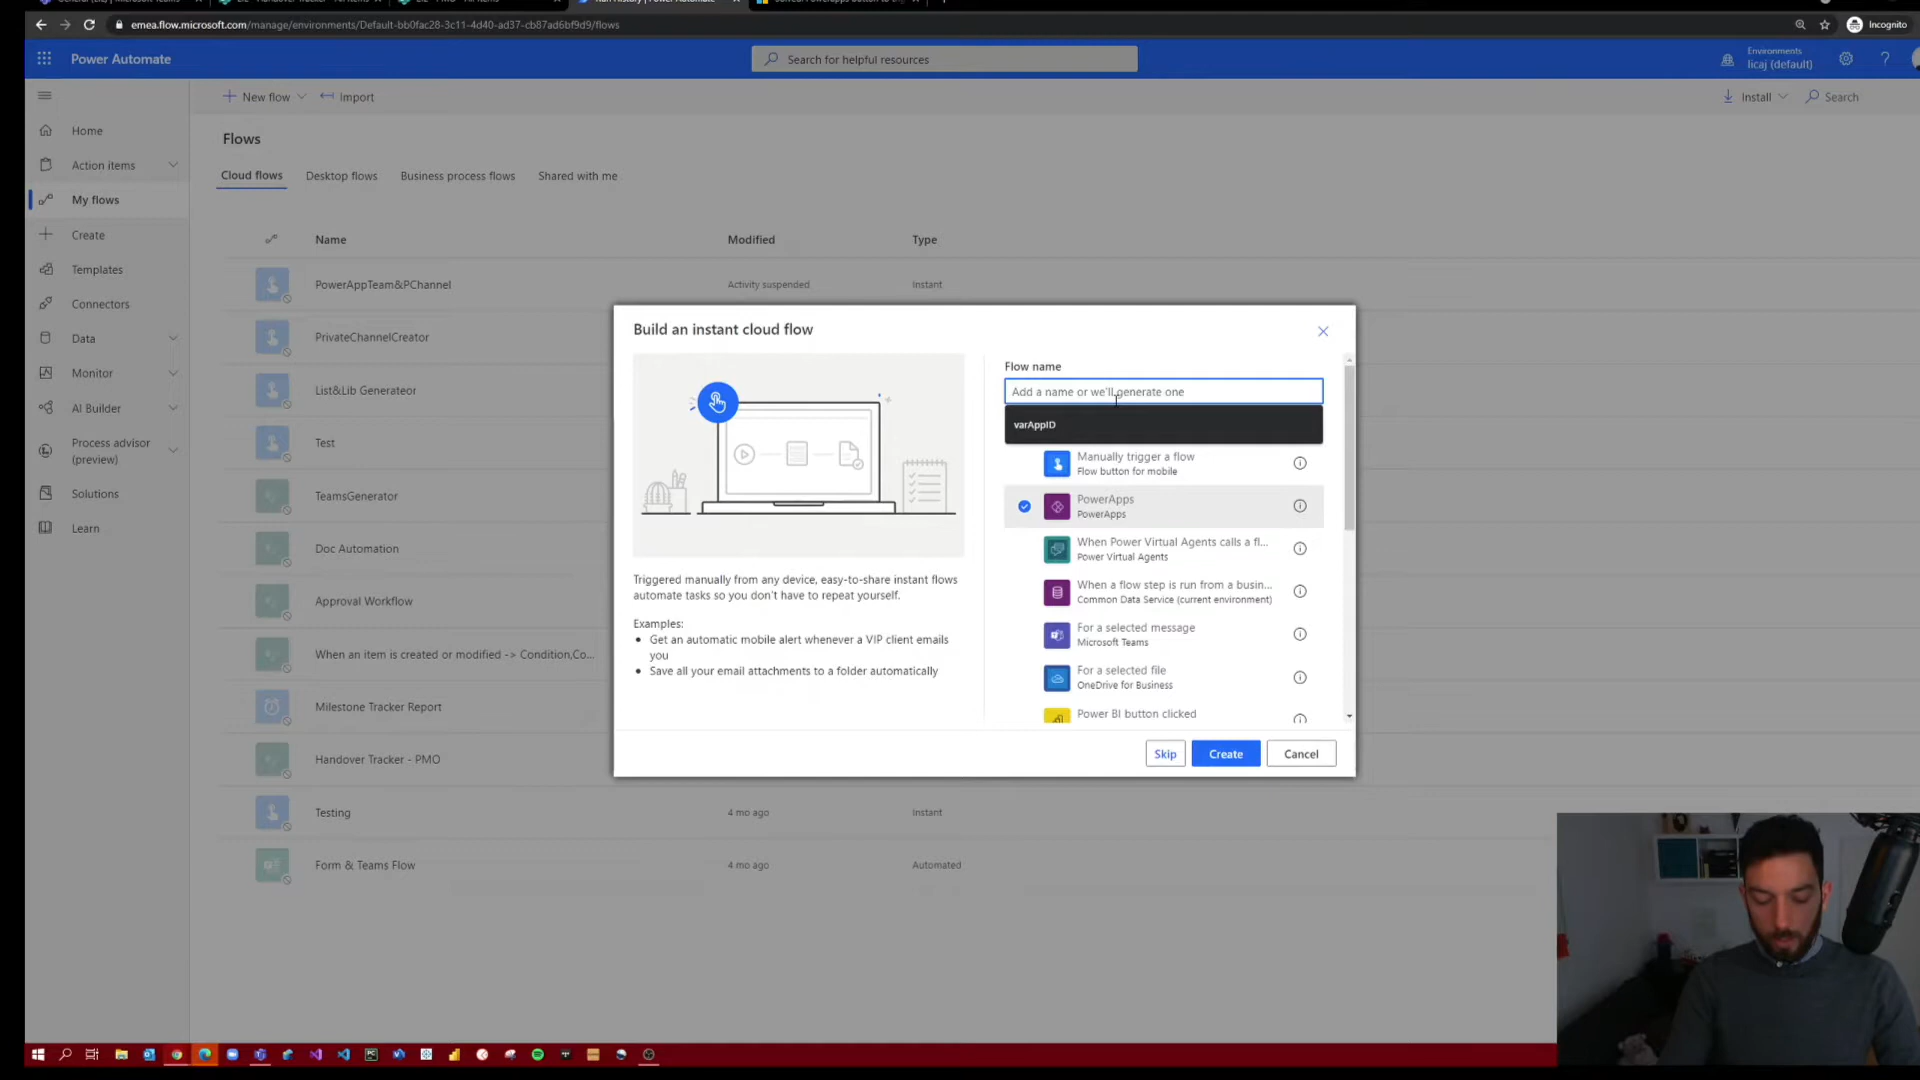 emea.flow.microsoft.com/manage/environments/Default-bb0fac28-3c11-4d40-ad37-cb87ad6bf9d9/flows
Incognito
Power Automate
Search for helpful resources
Environments
licaj (default)
?
New flow
Import
Install
Search
Home
Action items
My flows
Create
Templates
Connectors
Data
Monitor
AI Builder
Process advisor
(preview)
Solutions
Learn
Flows
Cloud flows
Desktop flows
Business process flows
Shared with me
Name
Modified
Type
PowerAppTeam&PChannel
Activity suspended
Instant
PrivateChannelCreator
List&Lib Generateor
Test
TeamsGenerator
Doc Automation
Approval Workflow
When an item is created or modified -> Condition,Co...
Milestone Tracker Report
Handover Tracker - PMO
Testing
4 mo ago
Instant
Form & Teams Flow
4 mo ago
Automated
Build an instant cloud flow
Triggered manually from any device, easy-to-share instant flows
automate tasks so you don't have to repeat yourself.
Examples:
Get an automatic mobile alert whenever a VIP client emails
you
Save all your email attachments to a folder automatically
Flow name
Add a name or we'll generate one
varAppID
Manually trigger a flow
Flow button for mobile
PowerApps
PowerApps
When Power Virtual Agents calls a fl...
Power Virtual Agents
When a flow step is run from a busin...
Common Data Service (current environment)
For a selected message
Microsoft Teams
For a selected file
OneDrive for Business
Power BI button clicked
Skip
Create
Cancel